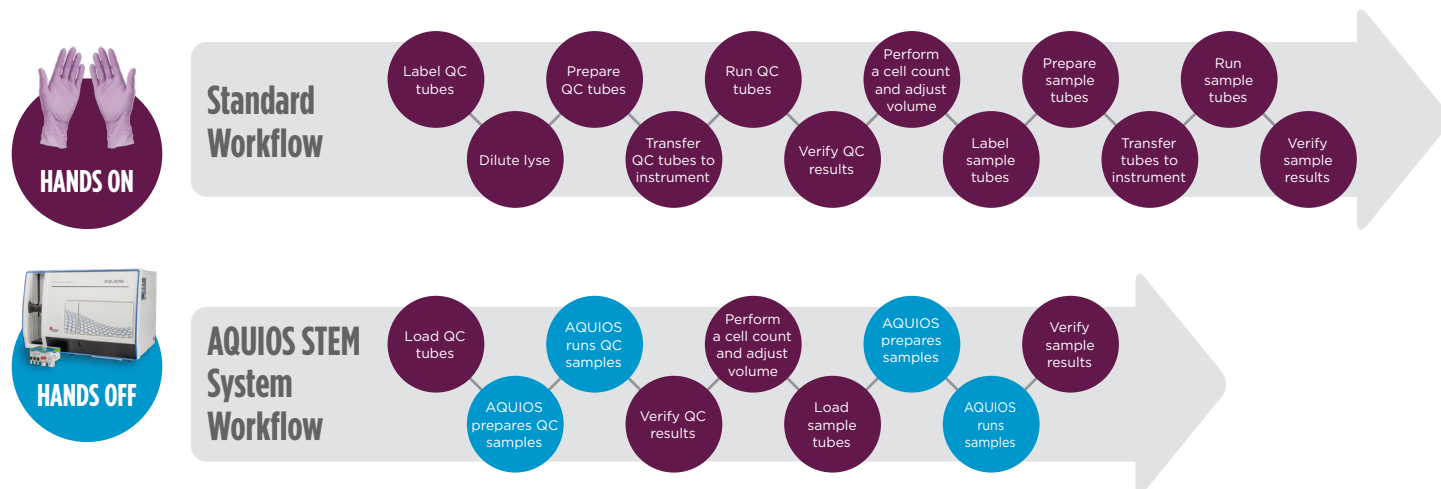 HANDS ON
Standard
Workflow
Label QC
tubes
Dilute lyse
Prepare
QC tubes
Transfer
QC tubes to
instrument
Run QC
tubes
Verify QC
results
Perform
a cell count
and adjust
volume
Label
sample
tubes
Prepare
sample
tubes
Transfer
tubes to
instrument
Run
sample
tubes
Verify
sample
results
AQUIOS
HANDS OFF
AQUIOS STEM
System
Workflow
Load QC
tubes
AQUIOS
prepares QC
samples
AQUIOS
runs QC
samples
Verify QC
results
Perform
a cell count
and adjust
volume
Load
sample
tubes
AQUIOS
prepares
samples
AQUIOS
runs
samples
Verify
sample
results